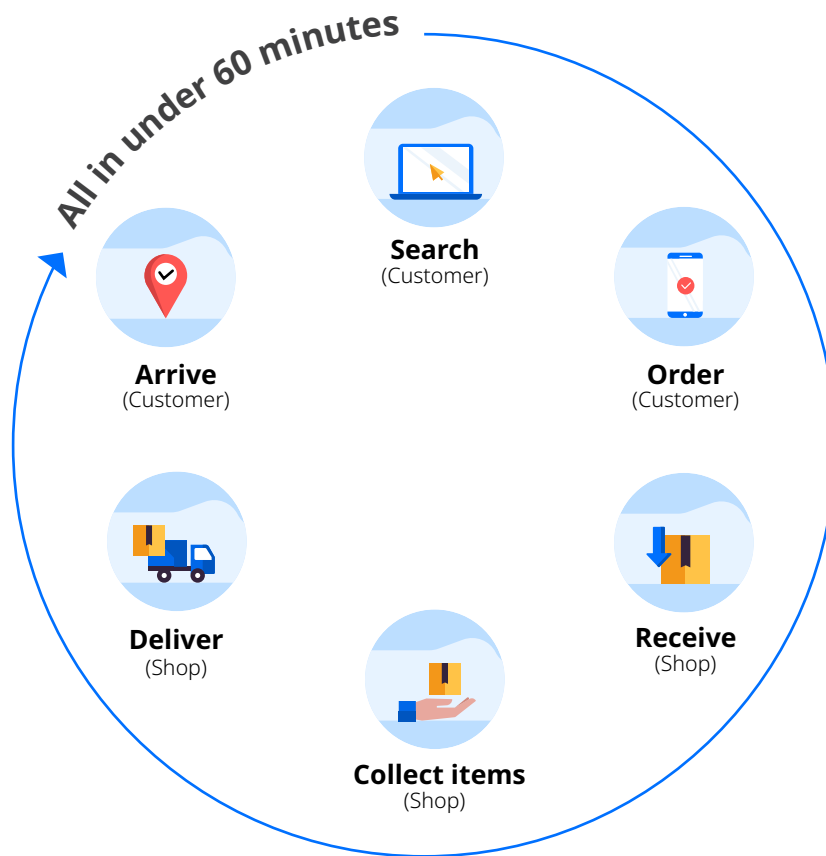 All in under 60 minutes
Search
(Customer)
Order
(Customer)
Receive
(Shop)
Collect items
(Shop)
Deliver
(Shop)
Arrive
(Customer)